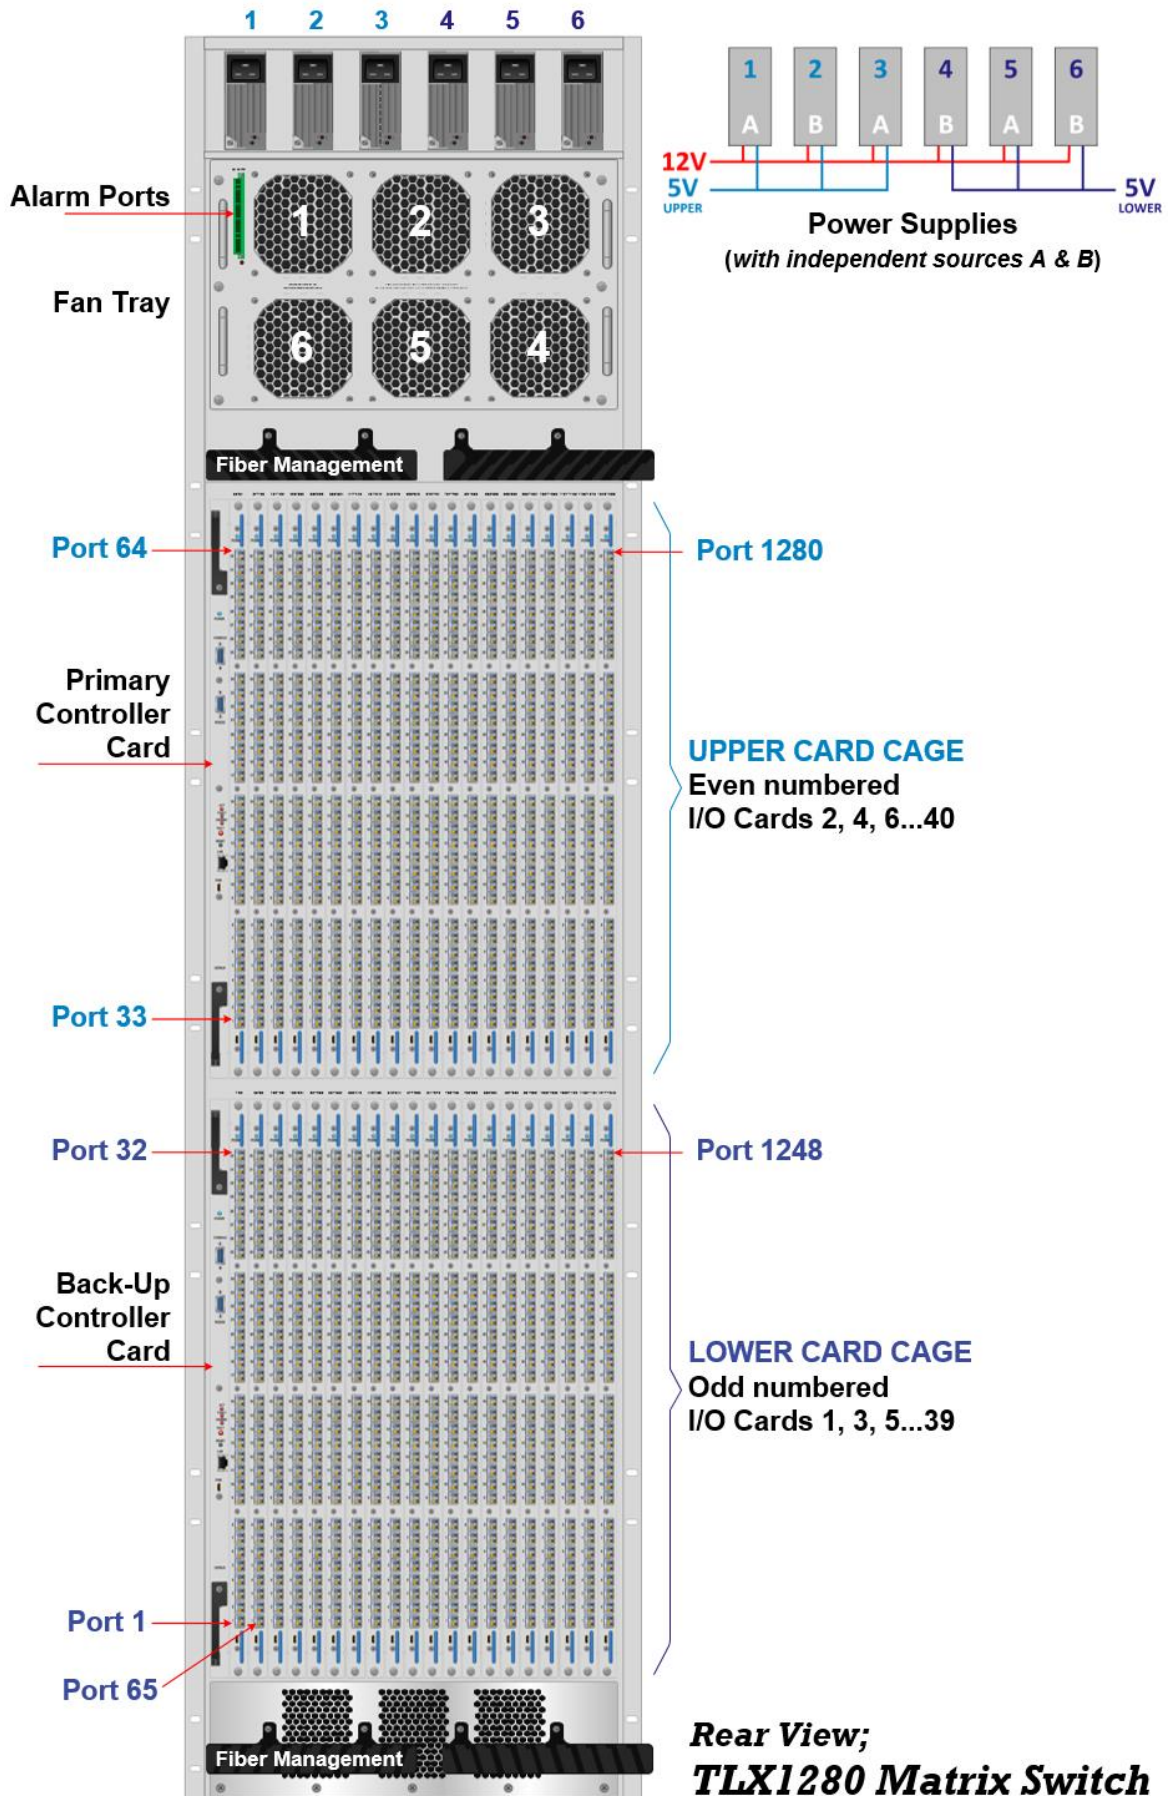 1 2 3 4 5 6
1 2 3 4 5 6
A B A B A B
12V
5V
UPPER
5V
LOWER
Power Supplies
(with independent sources A & B)
Alarm Ports
1 2 3
Fan Tray
6 5 4
Fiber Management
Port 64
Port 1280
Primary
Controller
Card
UPPER CARD CAGE
Even numbered
I/O Cards 2, 4, 6...40
Port 33
Port 32
Port 1248
Back-Up
Controller
Card
LOWER CARD CAGE
Odd numbered
I/O Cards 1, 3, 5...39
Port 1
Port 65
Fiber Management
Rear View;
TLX1280 Matrix Switch